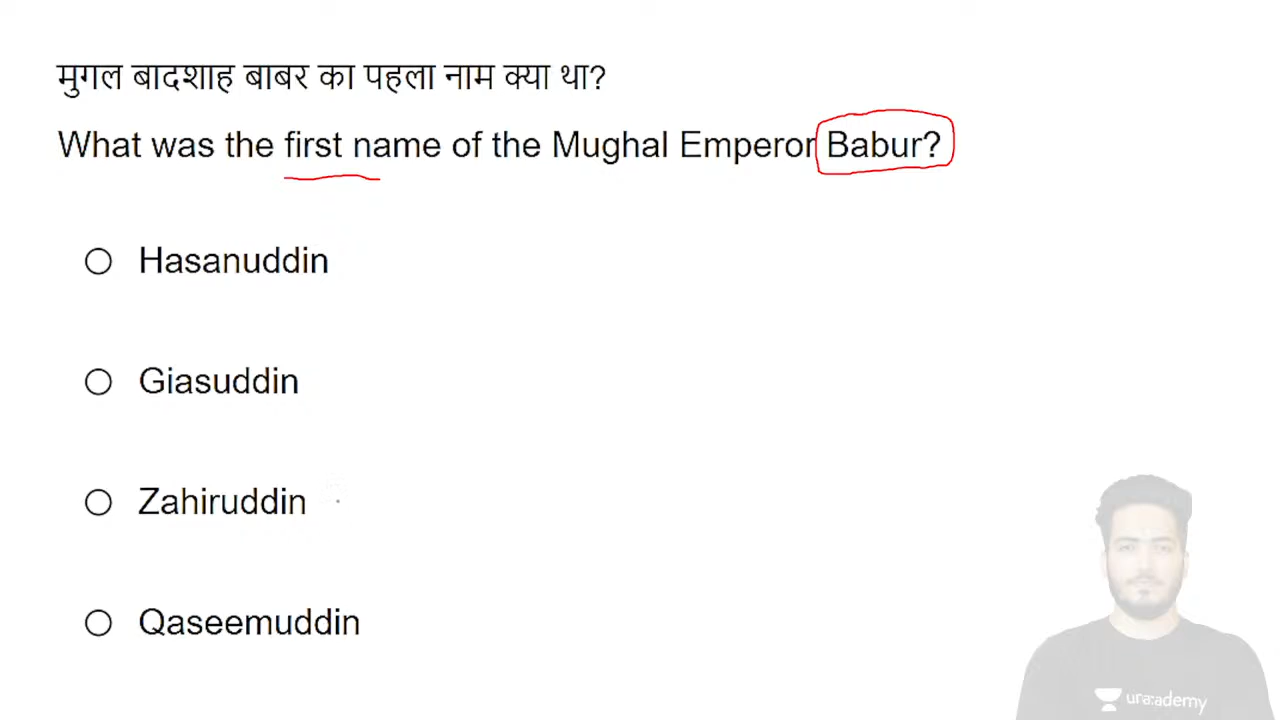 मुगल बादशाह बाबर का पहला नाम क्या था?
What was the first name of the Mughal Emperor Babur?
Hasanuddin
Giasuddin
Zahiruddin
Qaseemuddin